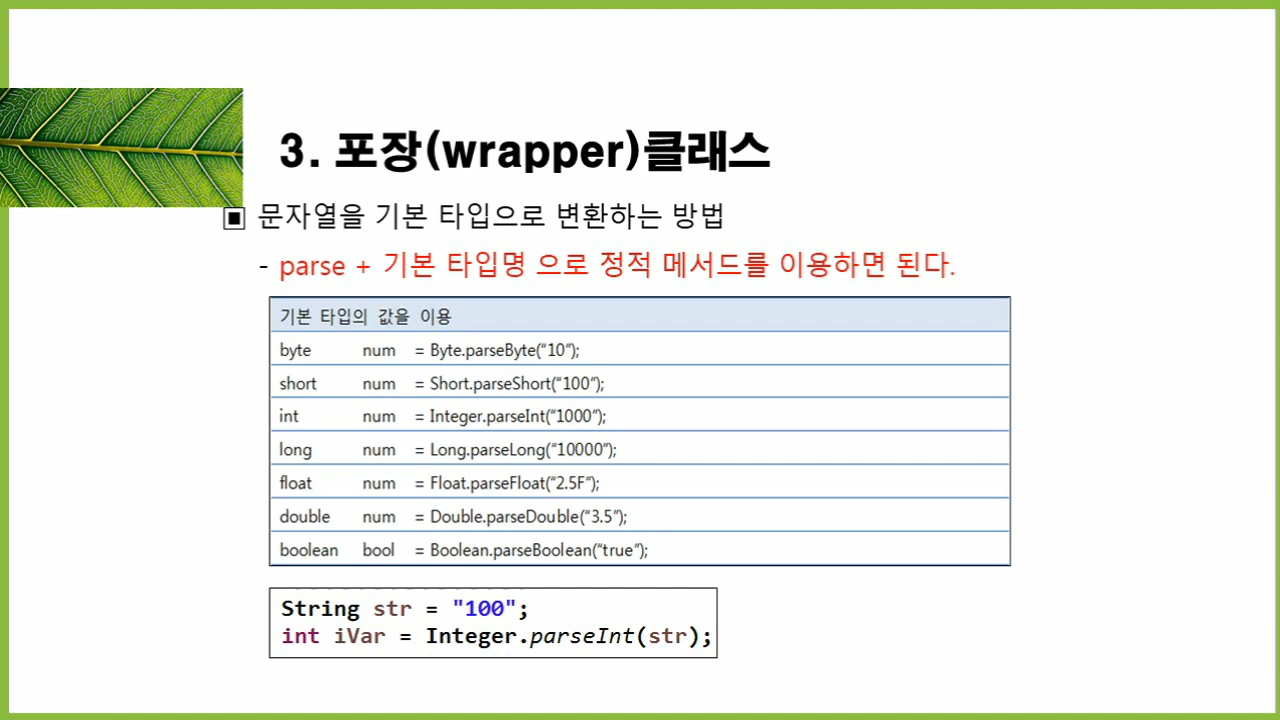 3. 포장(wrapper)클래스
▣ 문자열을 기본 타입으로 변환하는 방법
- parse + 기본 타입명 으로 정적 메서드를 이용하면 된다.
기본 타입의 값을 이용
byte num = Byte.parseByte(“10”);
short num = Short.parseShort(“100”);
int num = Integer.parseInt(“1000”);
long num = Long.parseLong(“10000”);
float num = Float.parseFloat(“2.5F”);
double num = Double.parseDouble(“3.5”);
boolean bool = Boolean.parseBoolean(“true”);
String str = "100";
int iVar = Integer.parseInt(str);